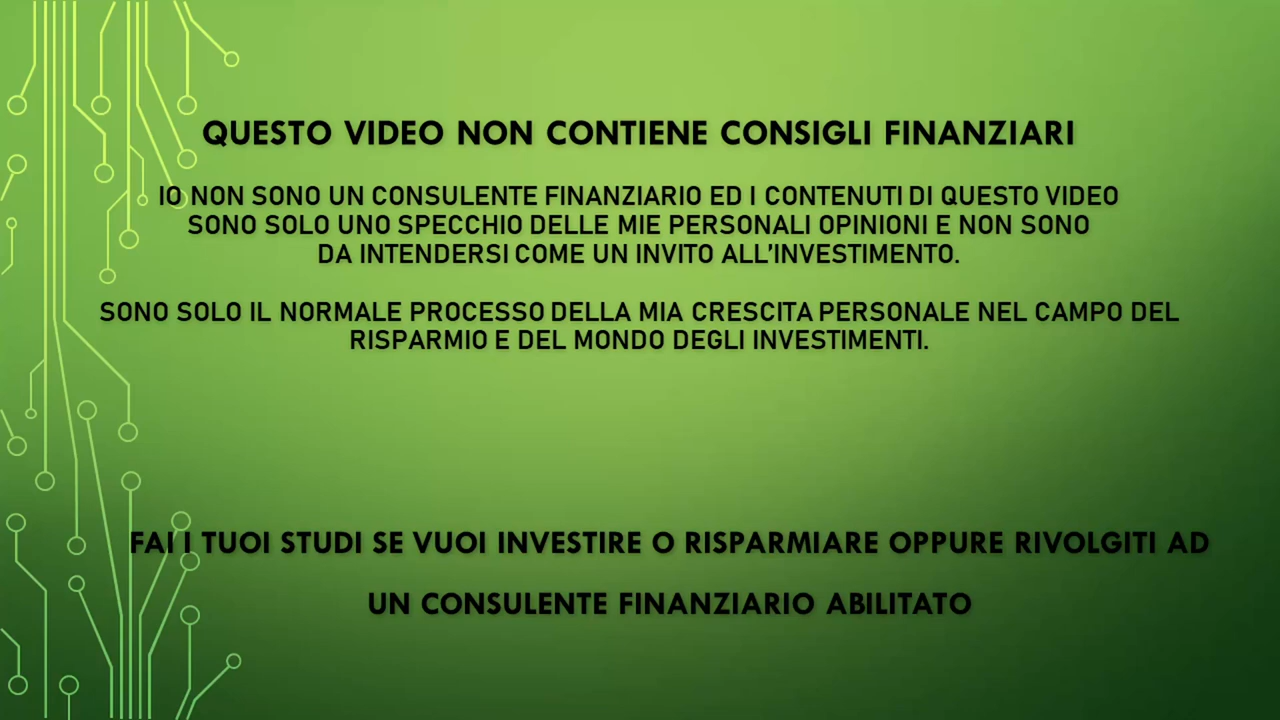 QUESTO VIDEO NON CONTIENE CONSIGLI FINANZIARI
IO NON SONO UN CONSULENTE FINANZIARIO ED I CONTENUTI DI QUESTO VIDEO
SONO SOLO UNO SPECCHIO DELLE MIE PERSONALI OPINIONI E NON SONO
DA INTENDERSI COME UN INVITO ALL'INVESTIMENTO.
SONO SOLO IL NORMALE PROCESSO DELLA MIA CRESCITA PERSONALE NEL CAMPO DEL
RISPARMIO E DEL MONDO DEGLI INVESTIMENTI.
FAI I TUOI STUDI SE VUOI INVESTIRE O RISPARMIARE OPPURE RIVOLGITI AD
UN CONSULENTE FINANZIARIO ABILITATO